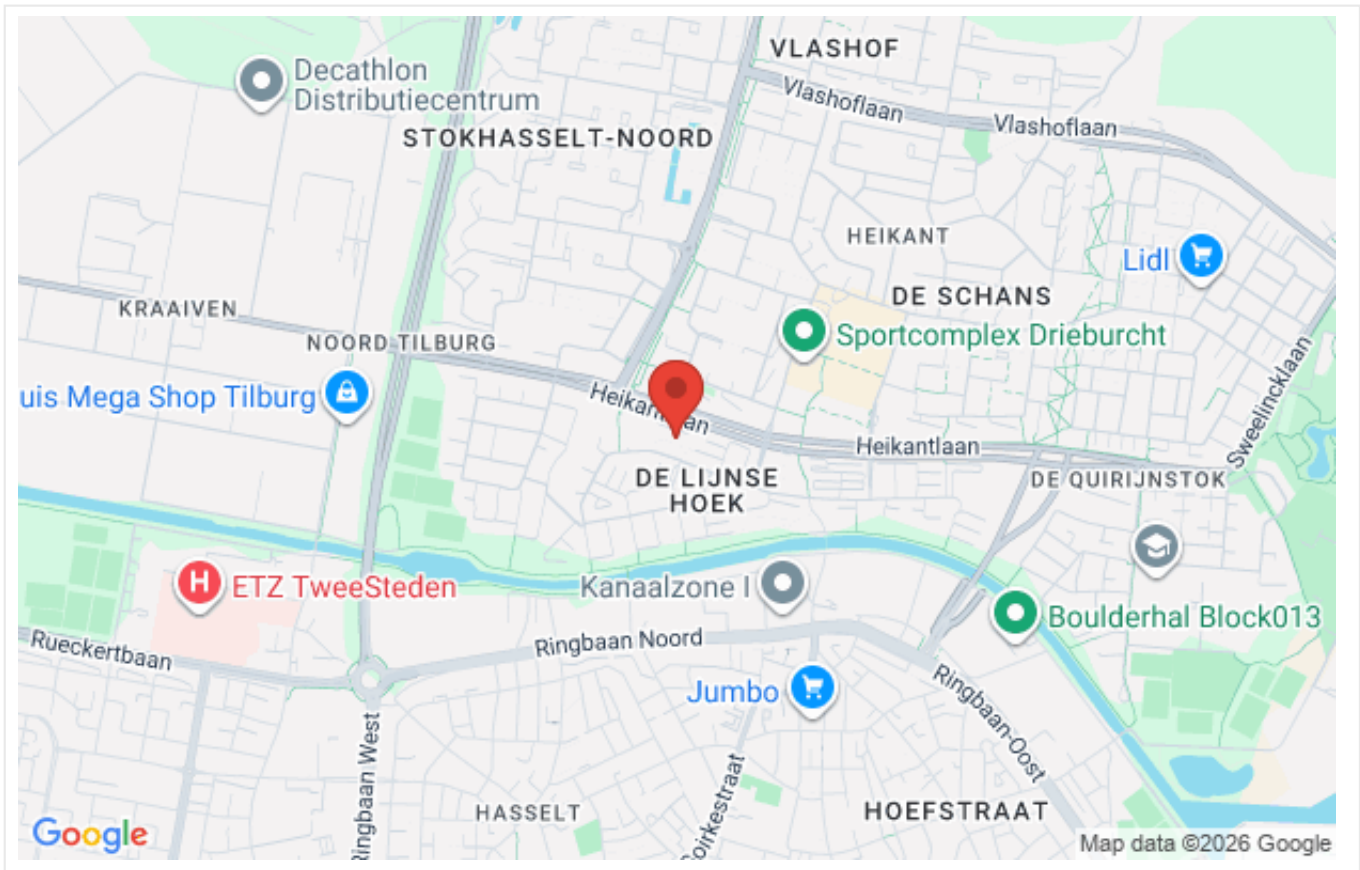 VLASHOF
Decathlon
Distributiecentrum
Vlashoflaan
Vlashoflaan
STOKHASSELT-NOORD
HEIKANT
Lidl
DE SCHANS
KRAAIVEN
NOORD TILBURG
Sportcomplex Drieburcht
uis Mega Shop Tilburg
Heikantlaan
Sweelincklaan
Heikantlaan
DE LIJNSE
HOEK
DE QUIRIJNSTOK
H
ETZ TweeSteden
Kanaalzone I
Boulderhal Block013
Rueckertbaan
Ringbaan Noord
Jumbo
Ringbaan-Oost
Ringbaan West
HASSELT
Goirkestraat
HOEFSTRAAT
Google
Map data ©2026 Google